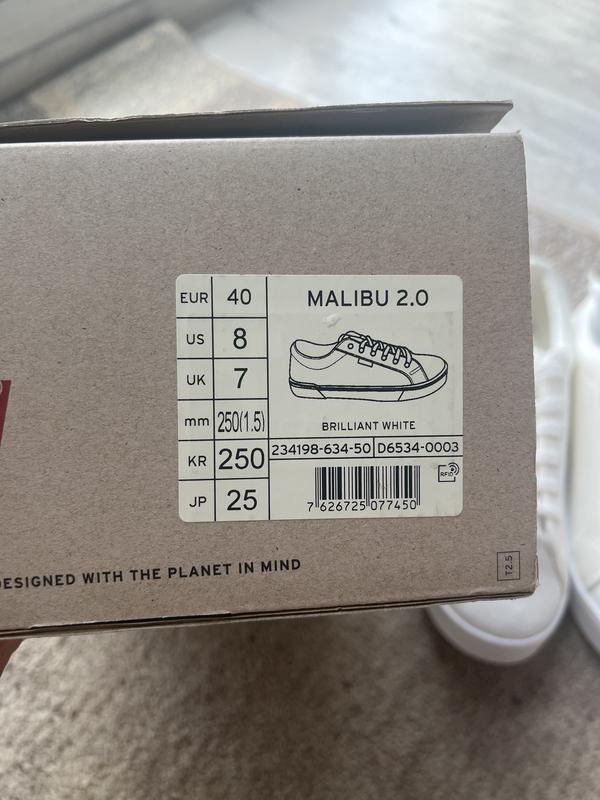 EUR 40
US 8
UK 7
mm 250(1.5)
KR 250
JP 25
MALIBU 2.0
BRILLIANT WHITE
234198-634-50 D6534-0003
RFID
7 626725 077450
DESIGNED WITH THE PLANET IN MIND
T2.5